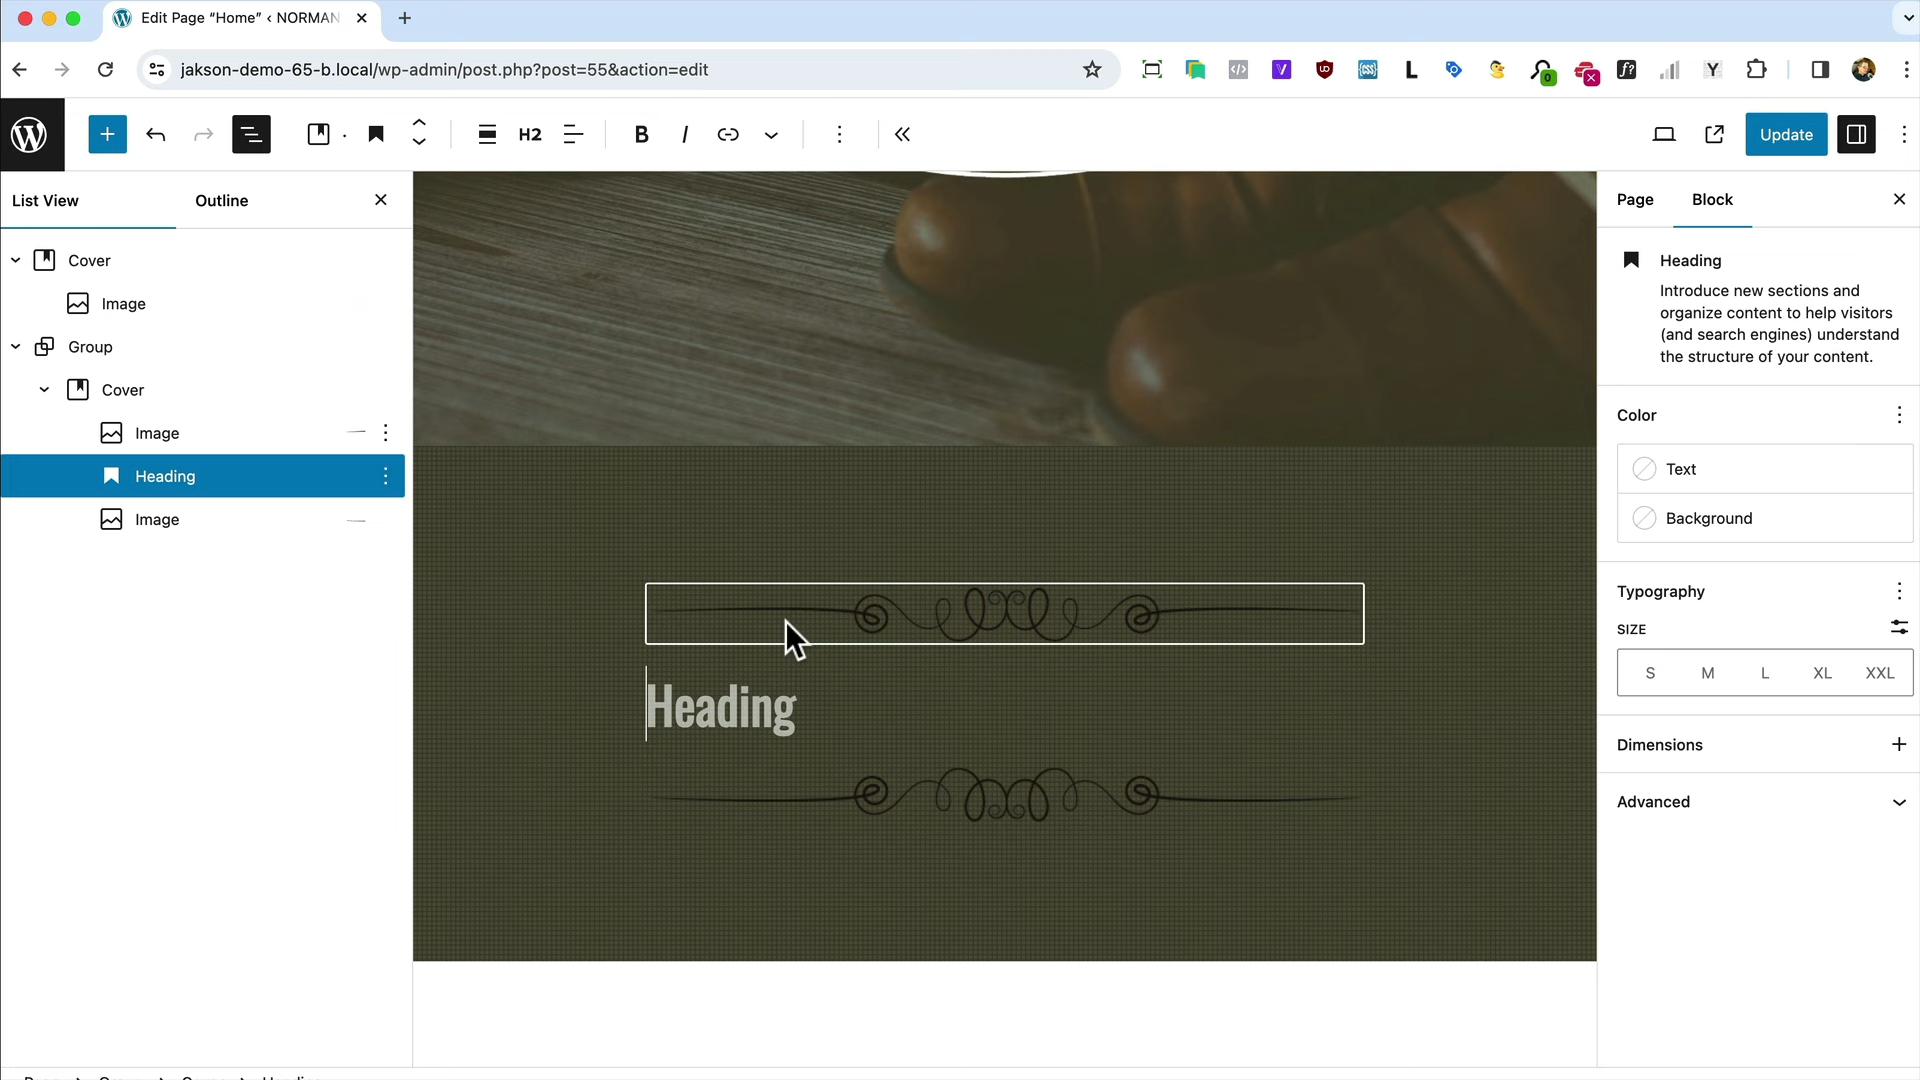 Edit Page “Home” ‹ NORMAN
jakson-demo-65-b.local/wp-admin/post.php?post=55&action=edit
0
H2
B
I
Update
List View
Outline
Page
Block
Cover
Image
Group
Cover
Image
Heading
Image
Heading
Heading
Introduce new sections and
organize content to help visitors
(and search engines) understand
the structure of your content.
Color
Text
Background
Typography
SIZE
S M L XL XXL
Dimensions
Advanced